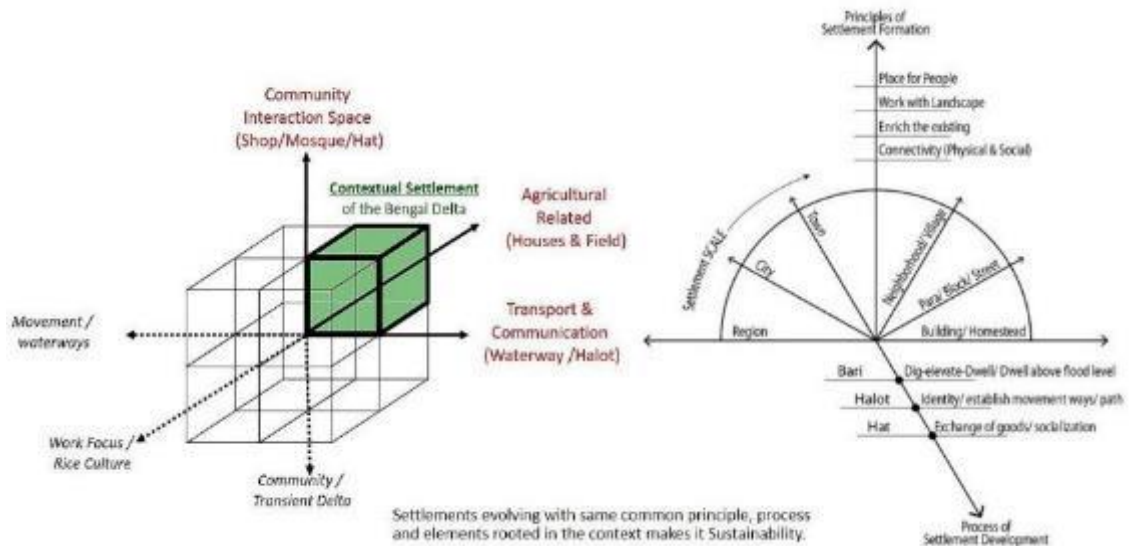 Community
Interaction Space
(Shop/Mosque/Hat)
Contextual Settlement
of the Bengal Delta
Agricultural
Related
(Houses & Field)
Transport &
Communication
(Waterway /Halot)
Movement /
waterways
Work Focus /
Rice Culture
Community /
Transient Delta
Principles of
Settlement Formation
Place for People
Work with Landscape
Enrich the existing
Connectivity (Physical & Social)
Settlement SCALE
Region
City
Town
Neighborhood/ Village
Para/ Block/ Street
Building/ Homestead
Bari
Dig-elevate-Dwell/ Dwell above flood level
Halot
Identity/ establish movement ways/ path
Hat
Exchange of goods/ socialization
Process of
Settlement Development
Settlements evolving with same common principle, process
and elements rooted in the context makes it Sustainability.